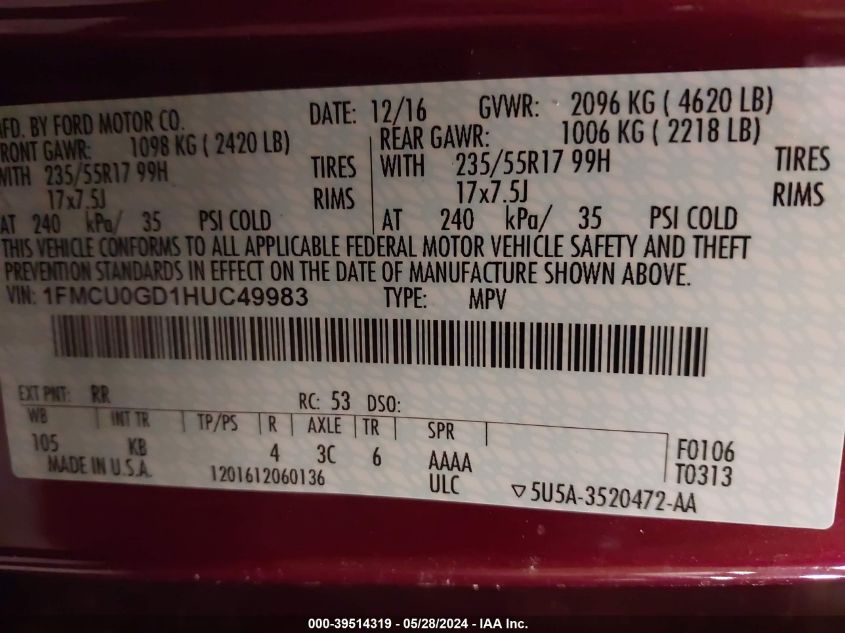 MFD. BY FORD MOTOR CO. DATE: 12/16 GVWR: 2096 KG ( 4620 LB)
FRONT GAWR: 1098 KG ( 2420 LB) REAR GAWR: 1006 KG ( 2218 LB)
WITH 235/55R17 99H TIRES WITH 235/55R17 99H TIRES
17x7.5J RIMS 17x7.5J RIMS
AT 240 kPa/ 35 PSI COLD AT 240 kPa/ 35 PSI COLD
THIS VEHICLE CONFORMS TO ALL APPLICABLE FEDERAL MOTOR VEHICLE SAFETY AND THEFT
PREVENTION STANDARDS IN EFFECT ON THE DATE OF MANUFACTURE SHOWN ABOVE.
VIN: 1FMCU0GD1HUC49983 TYPE: MPV
EXT PNT: RR RC: 53 DSO:
WB INT TR TP/PS R AXLE TR SPR
105 KB 4 3C 6 AAAA F0106
MADE IN U.S.A. 1201612060136 ULC T0313
▽5U5A-3520472-AA
000-39514319 - 05/28/2024 - IAA Inc.